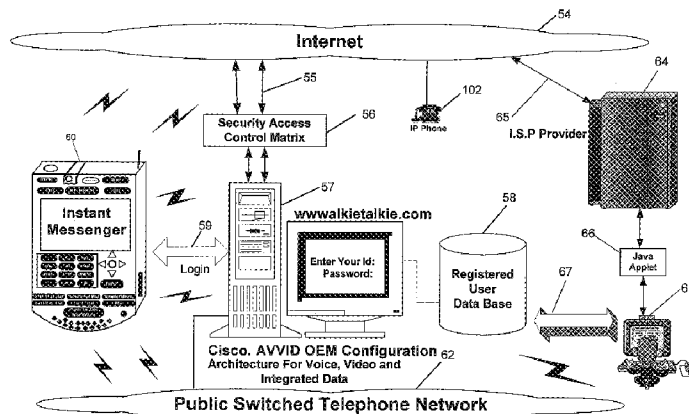 54
Internet
55
64
102
65
Security Access
Control Matrix
56
IP Phone
I.S.P Provider
60
57
58
wwwalkietalkie.com
Instant
Messenger
59
Login
Enter Your Id:
Password:
Registered
User
Data Base
66
Java
Applet
67
6
Cisco. AVVID OEM Configuration
Architecture For Voice, Video and
Integrated Data
62
Public Switched Telephone Network